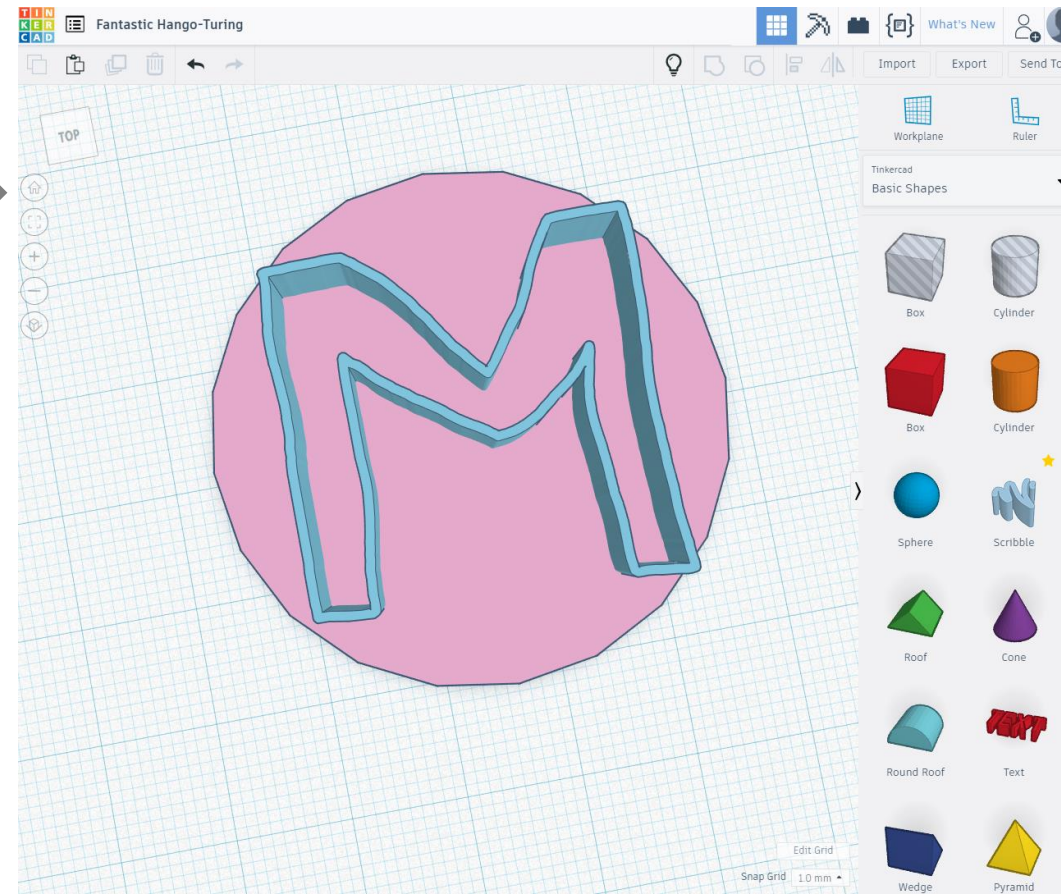 TIN
KER
CAD
Fantastic Hango-Turing
What's New
Import Export Send To
TOP
Workplane Ruler
Tinkercad
Basic Shapes
Box Cylinder
Box Cylinder
Sphere Scribble
Roof Cone
TEXT
Round Roof Text
Edit Grid
Snap Grid 1.0 mm
Wedge Pyramid